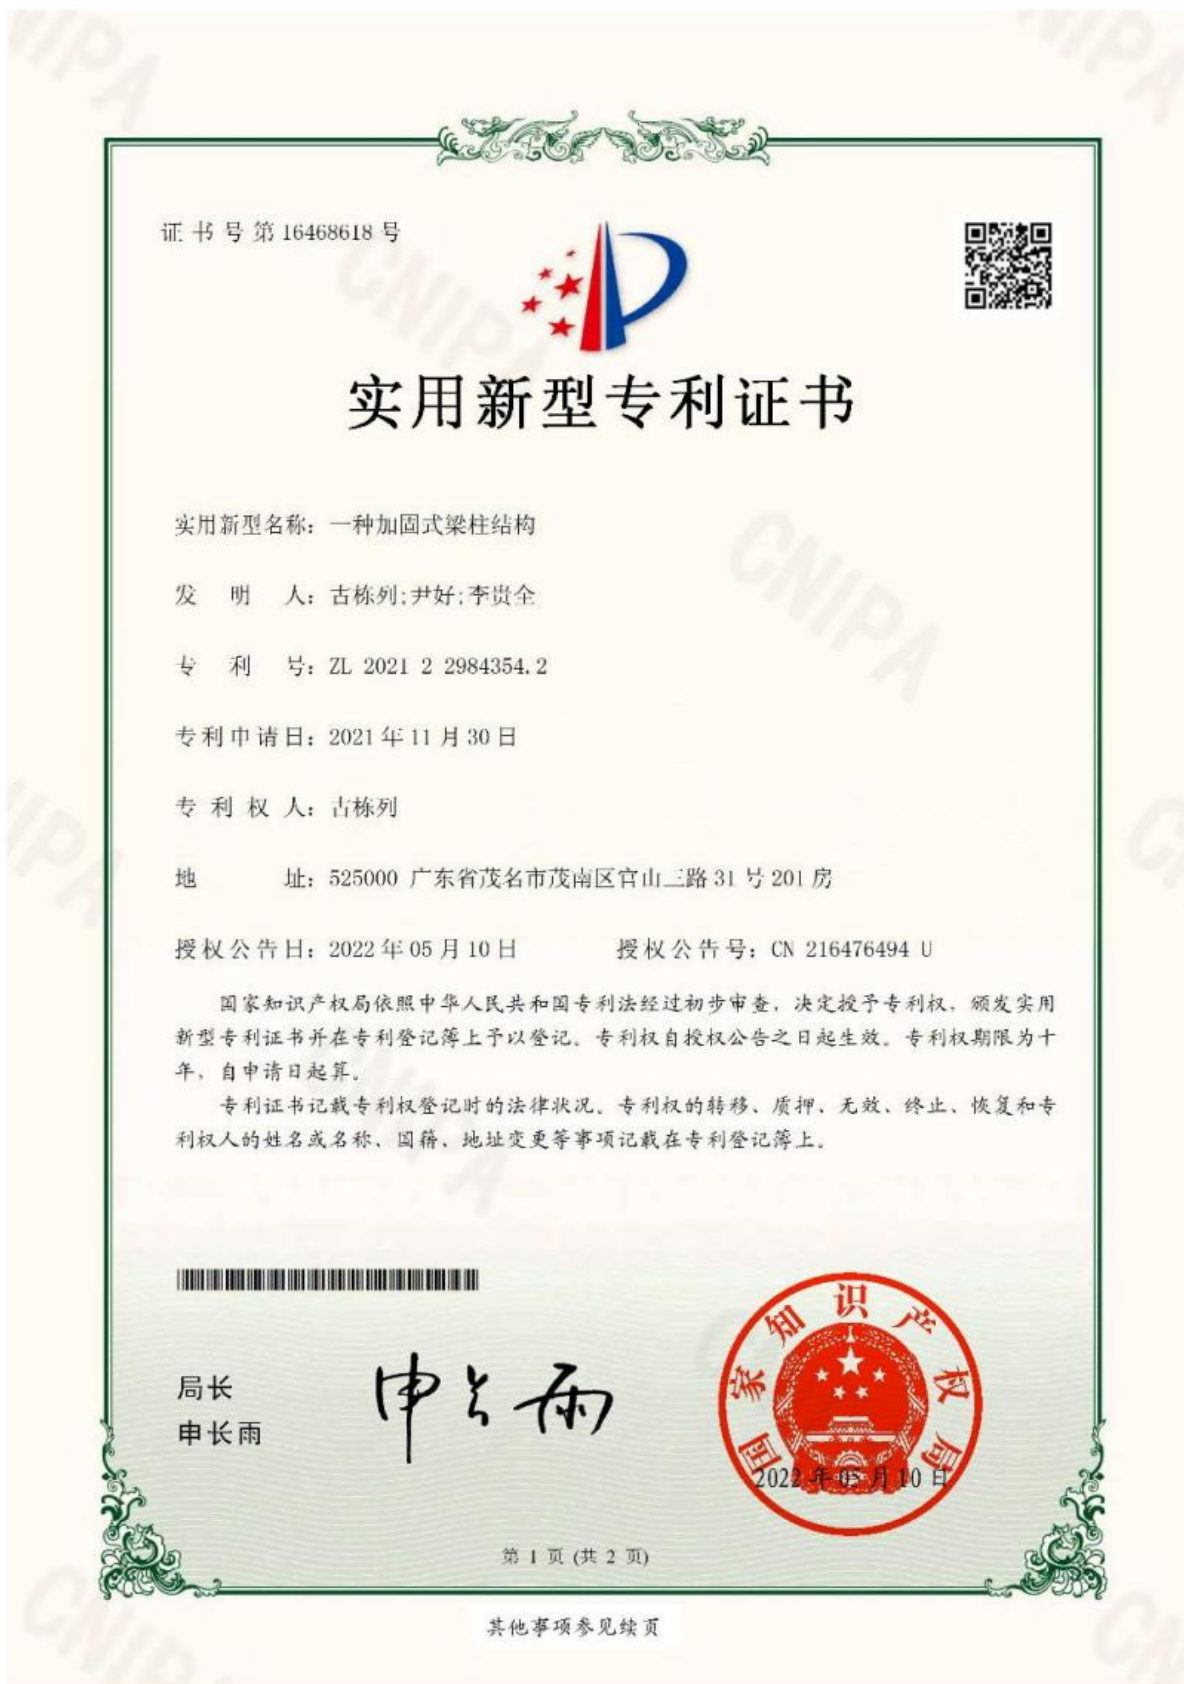 证书号第16468618号
实用新型专利证书
实用新型名称：一种加固式梁柱结构
发 明 人：古栋列;尹好;李贵全
专 利 号：ZL 2021 2 2984354.2
专利申请日：2021年11月30日
专 利 权 人：古栋列
地 址：525000 广东省茂名市茂南区官山三路31号201房
授权公告日：2022年05月10日 授权公告号：CN 216476494 U
国家知识产权局依照中华人民共和国专利法经过初步审查，决定授予专利权，颁发实用
新型专利证书并在专利登记簿上予以登记。专利权自授权公告之日起生效。专利权期限为十
年，自申请日起算。
专利证书记载专利权登记时的法律状况。专利权的转移、质押、无效、终止、恢复和专
利权人的姓名或名称、国籍、地址变更等事项记载在专利登记簿上。
局长
申长雨
申长雨
国家知识产权局
2022年05月10日
第 1 页 (共 2 页)
其他事项参见续页
CNIPA
CNIPA
CNIPA
CNIPA
CNIPA